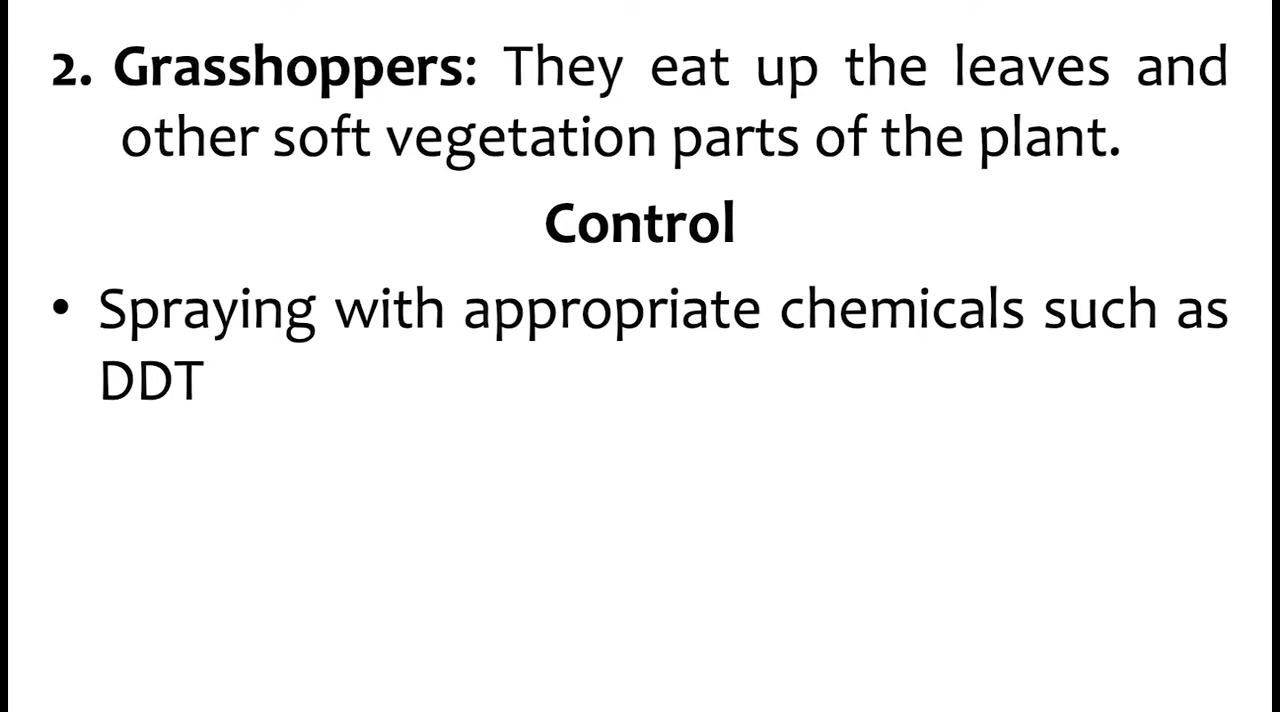 2. Grasshoppers: They eat up the leaves and
other soft vegetation parts of the plant.
Control
• Spraying with appropriate chemicals such as
DDT